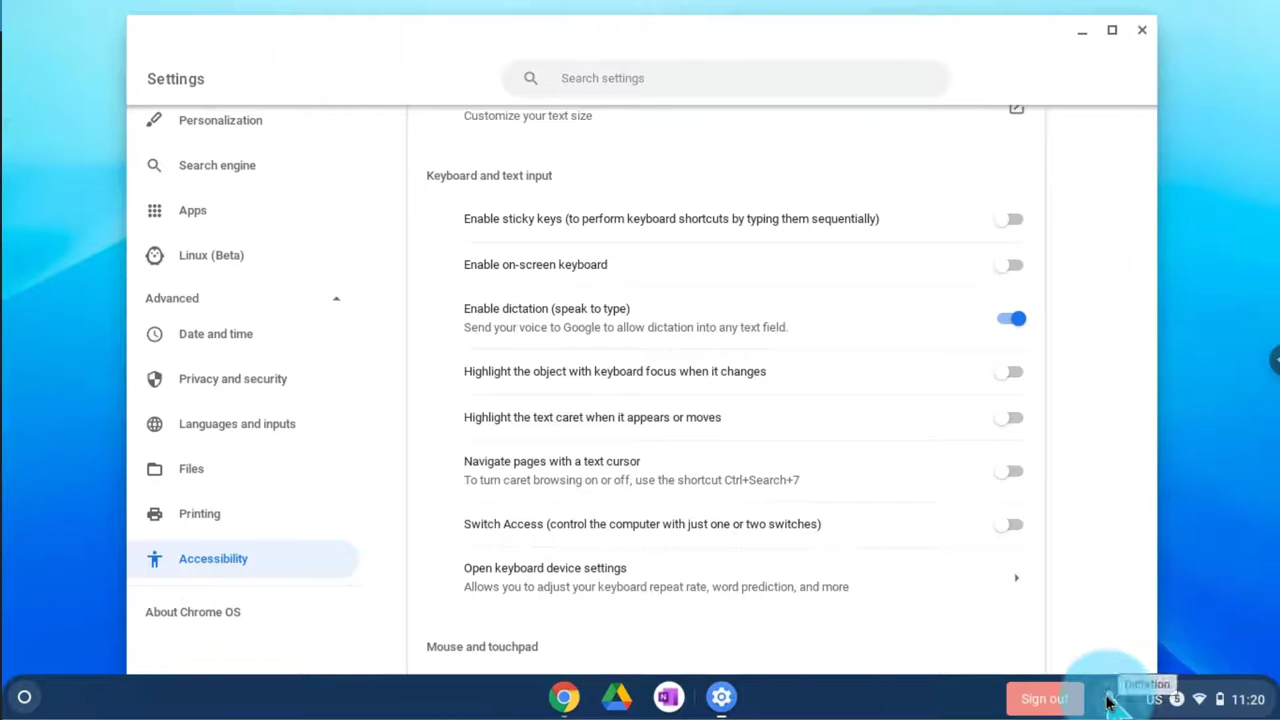 Settings
Search settings
Personalization
Search engine
Apps
Linux (Beta)
Advanced
Date and time
Privacy and security
Languages and inputs
Files
Printing
Accessibility
About Chrome OS
Customize your text size
Keyboard and text input
Enable sticky keys (to perform keyboard shortcuts by typing them sequentially)
Enable on-screen keyboard
Enable dictation (speak to type)
Send your voice to Google to allow dictation into any text field.
Highlight the object with keyboard focus when it changes
Highlight the text caret when it appears or moves
Navigate pages with a text cursor
To turn caret browsing on or off, use the shortcut Ctrl+Search+7
Switch Access (control the computer with just one or two switches)
Open keyboard device settings
Allows you to adjust your keyboard repeat rate, word prediction, and more
Mouse and touchpad
Dictation
Sign out
US 5 11:20